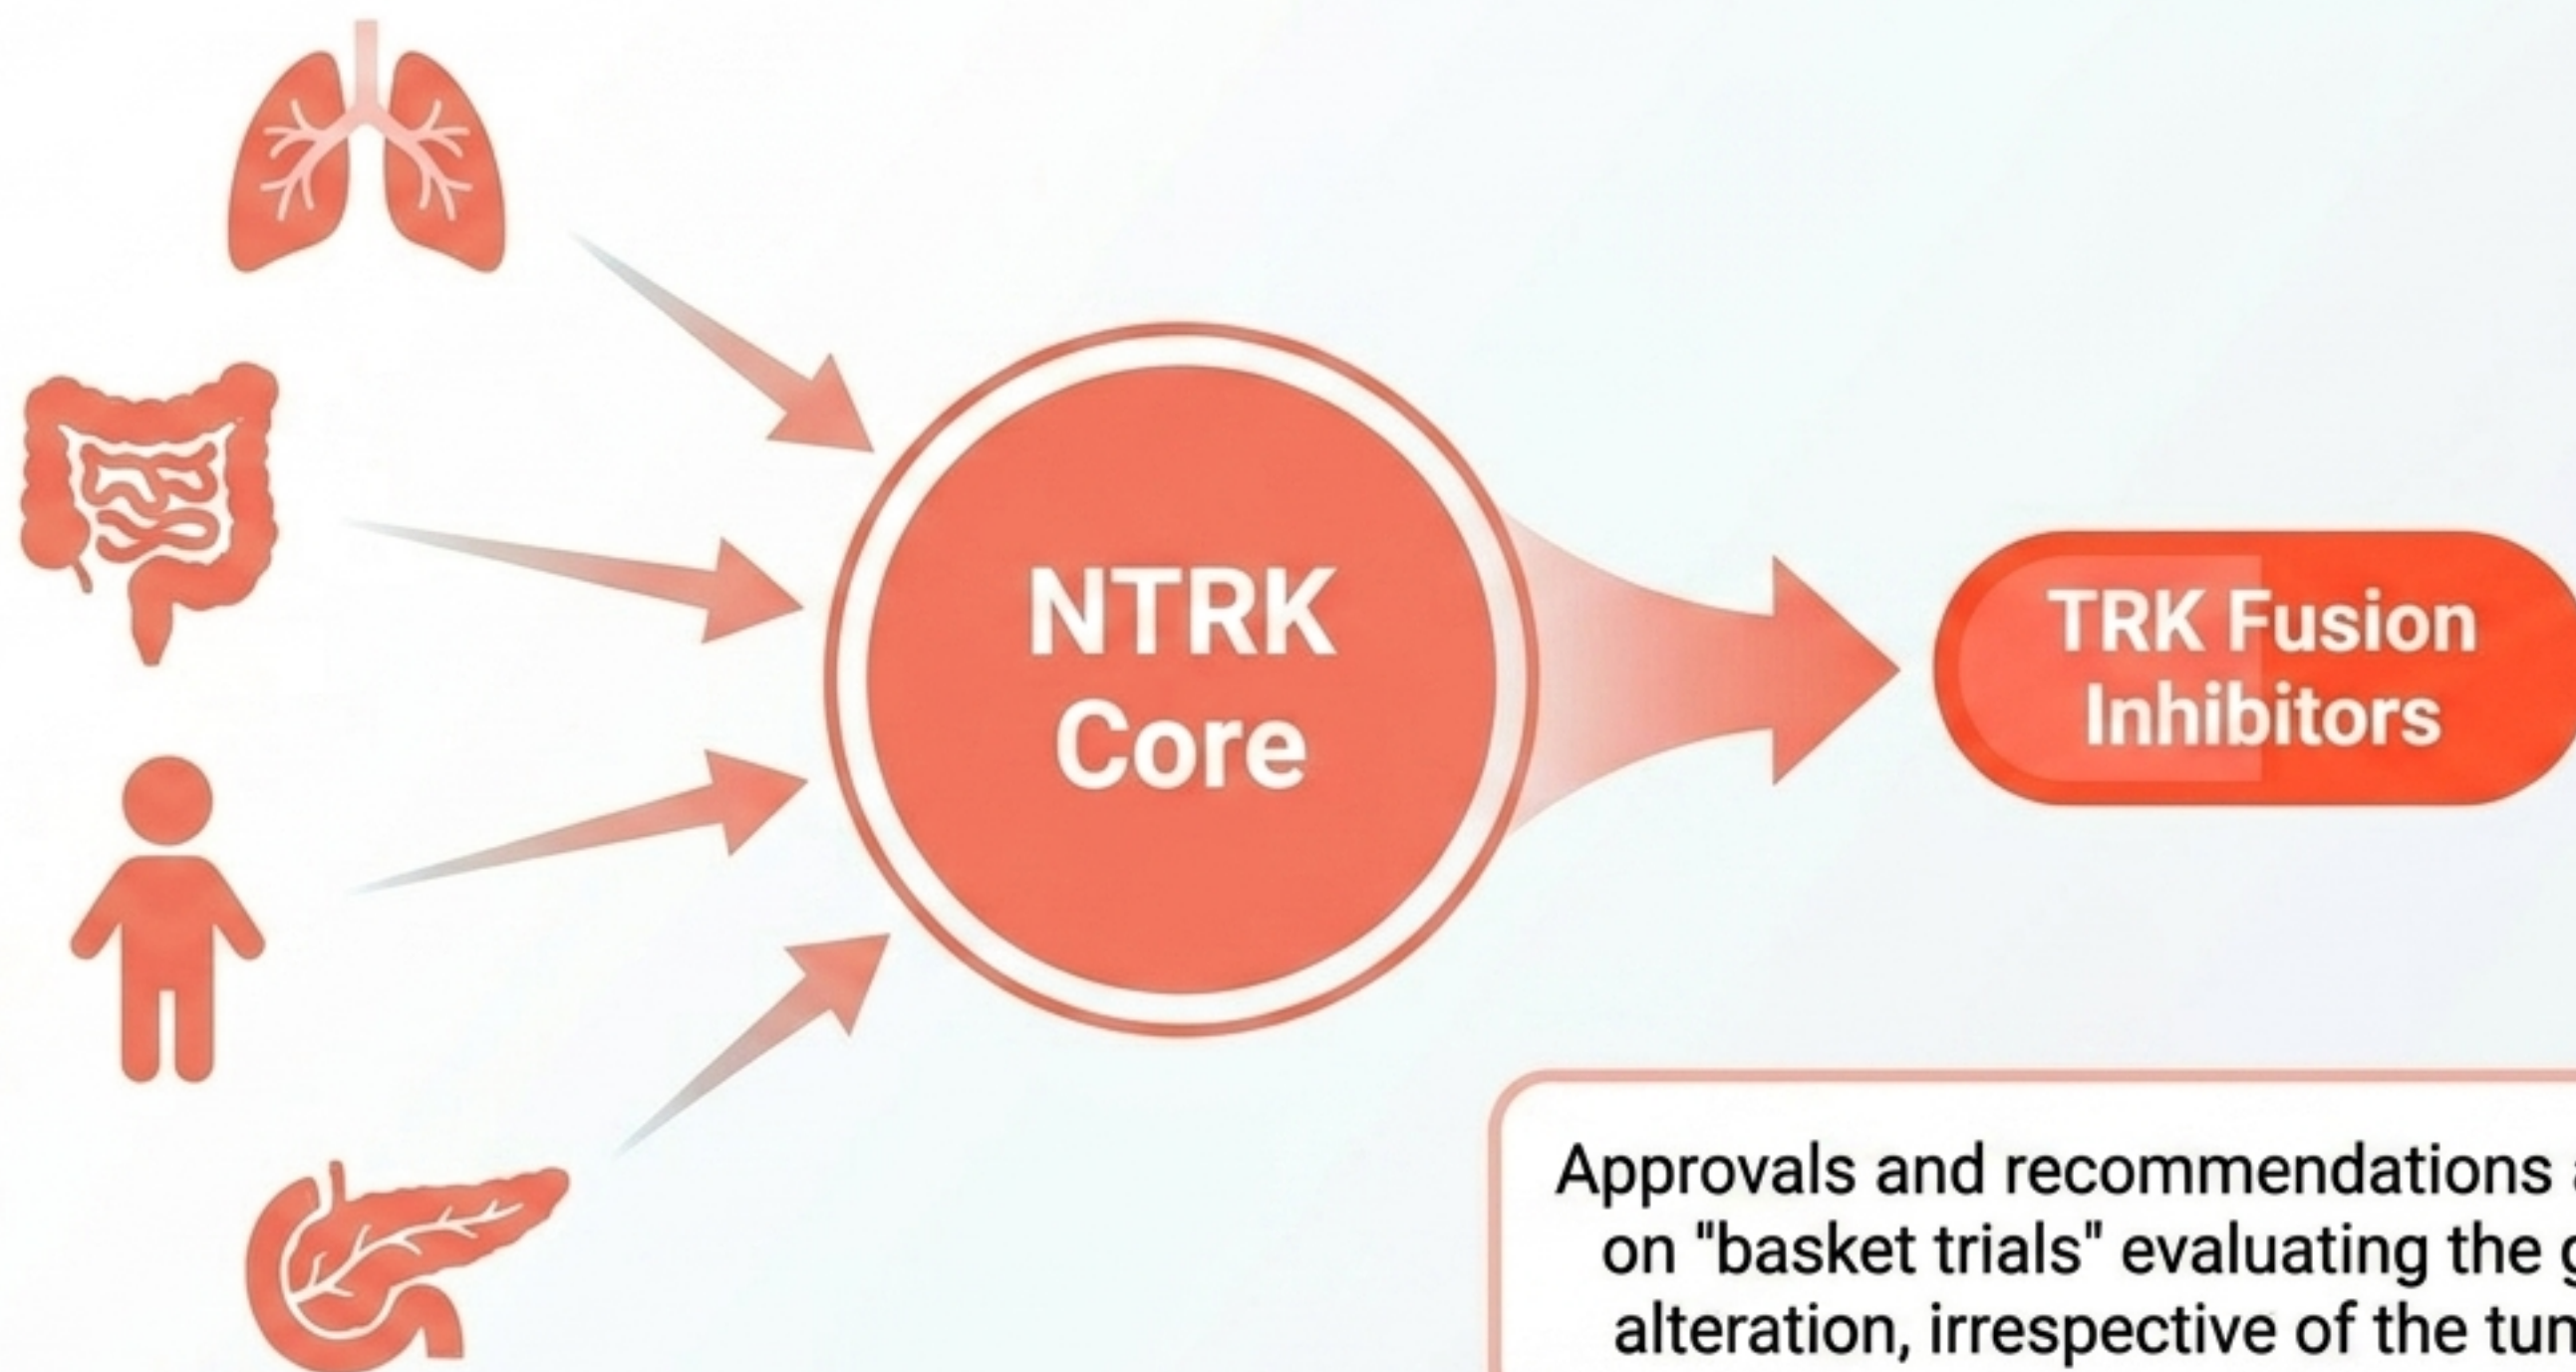 NTRK
Core
TRK Fusion
Inhibitors
Approvals and recommendations
on "basket trials" evaluating the
alteration, irrespective of the